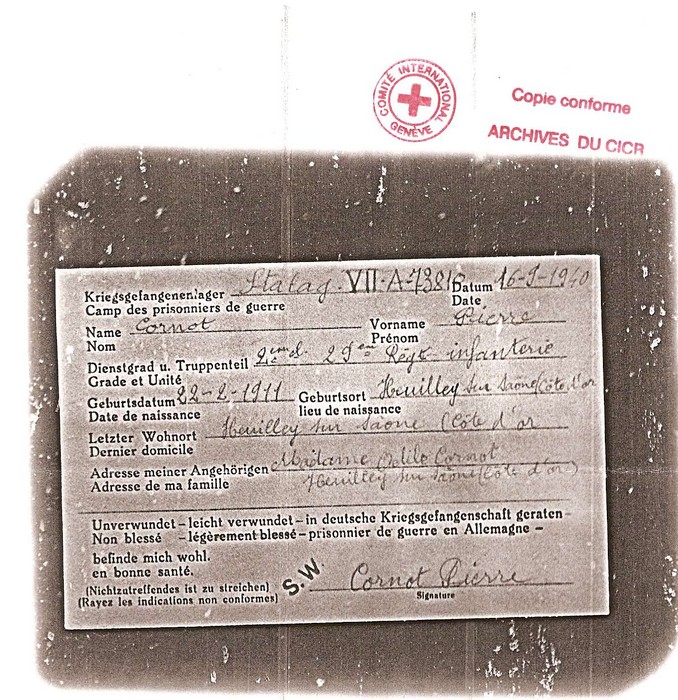 COMITÉ INTERNATIONAL
GENÈVE
Copie conforme
ARCHIVES DU CICR
Kriegsgefangenenlager Stalag VII-A-7381 Datum 16-9-1940
Camp des prisonniers de guerre Date
Name Cornot Vorname Pierre
Nom Prénom
Dienstgrad u. Truppenteil 2eme cl. 29em Régt infanterie
Grade et Unité
Geburtsdatum 22-2-1911 Geburtsort Heuilley sur Saône (Côte d'or
Date de naissance lieu de naissance
Letzter Wohnort Heuilley sur Saône (Côte d'or
Dernier domicile
Adresse meiner Angehörigen Madame Odile Cornot
Adresse de ma famille Heuilley sur Saône (Côte d'or)
Unverwundet – leicht verwundet – in deutsche Kriegsgefangenschaft geraten –
Non blessé – légèrement blessé – prisonnier de guerre en Allemagne –
befinde mich wohl.
en bonne santé.
(Nichtzutreffendes ist zu streichen) S.W. Cornot Pierre
(Rayez les indications non conformes) Signature